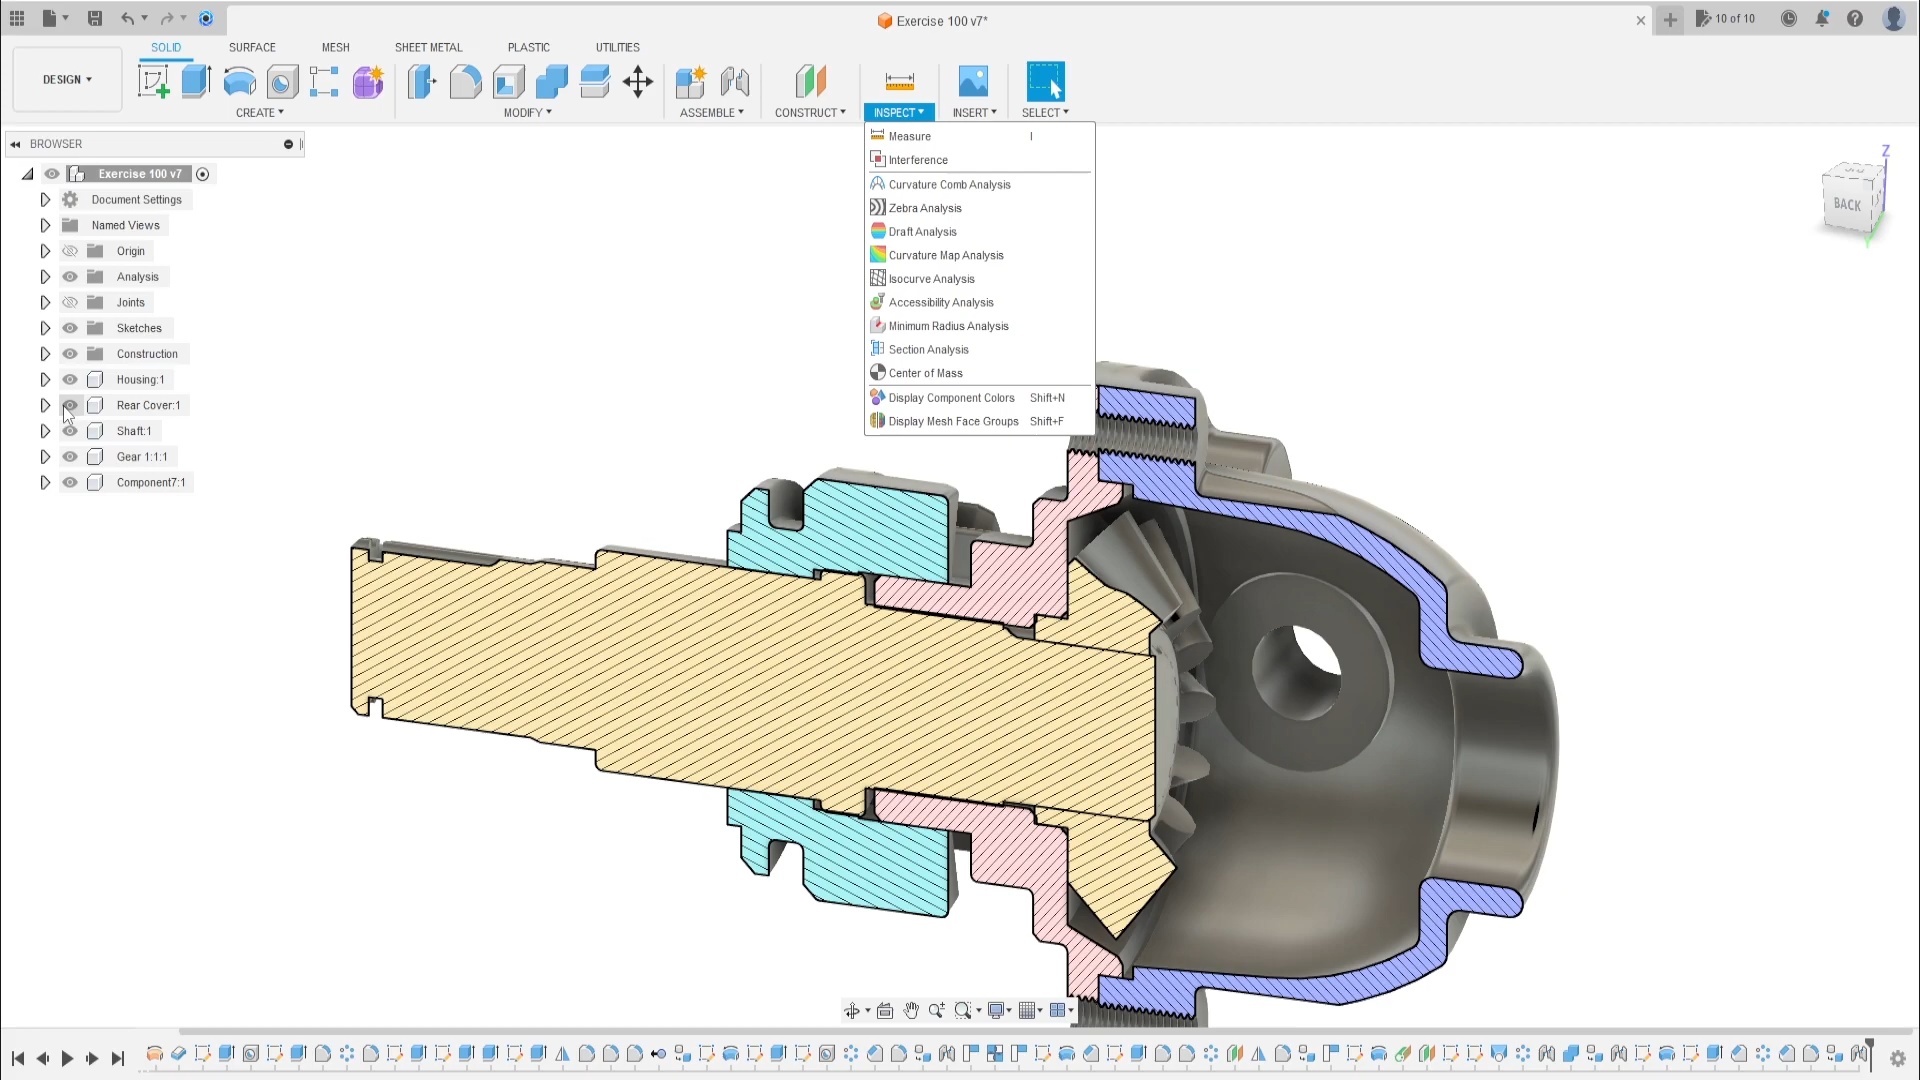 Exercise 100 v7*
10 of 10
SOLID SURFACE MESH SHEET METAL PLASTIC UTILITIES
DESIGN
CREATE MODIFY ASSEMBLE CONSTRUCT INSPECT INSERT SELECT
BROWSER
Exercise 100 v7
Document Settings
Named Views
Origin
Analysis
Joints
Sketches
Construction
Housing:1
Rear Cover:1
Shaft:1
Gear 1:1:1
Component7:1
Measure I
Interference
Curvature Comb Analysis
Zebra Analysis
Draft Analysis
Curvature Map Analysis
Isocurve Analysis
Accessibility Analysis
Minimum Radius Analysis
Section Analysis
Center of Mass
Display Component Colors Shift+N
Display Mesh Face Groups Shift+F
Z
BACK
Y